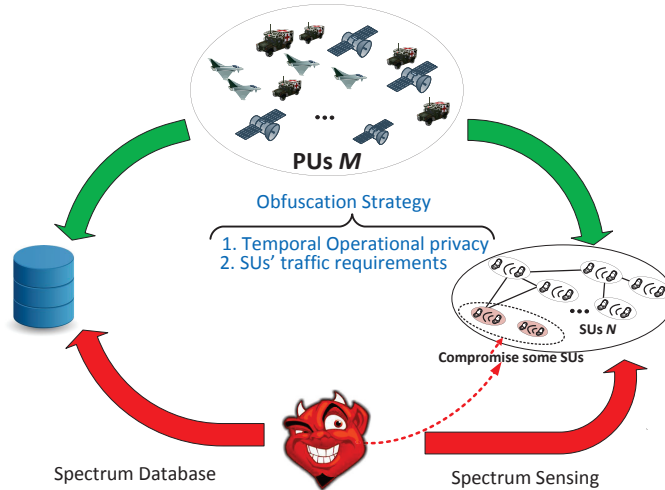 ...
PUs M
Obfuscation Strategy
1. Temporal Operational privacy
2. SUs’ traffic requirements
...
SUs N
Compromise some SUs
Spectrum Database
Spectrum Sensing